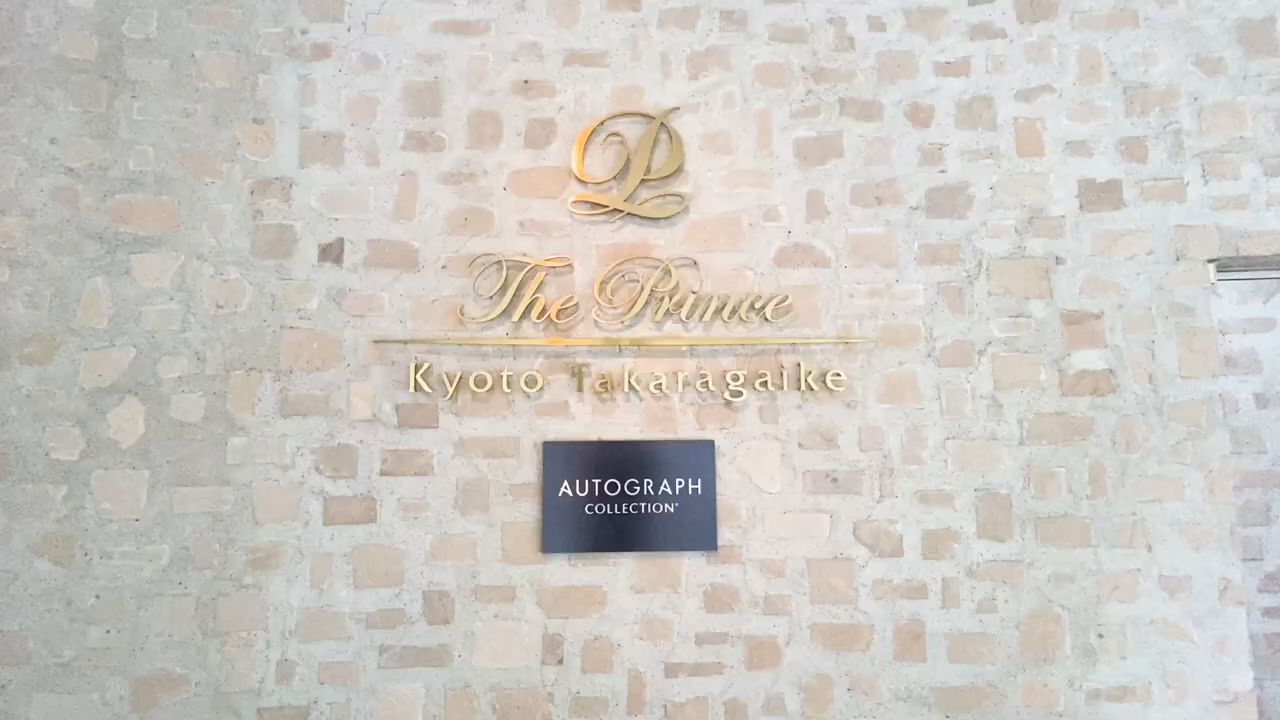 P
The Prince
Kyoto Takaragaike
AUTOGRAPH
COLLECTION®